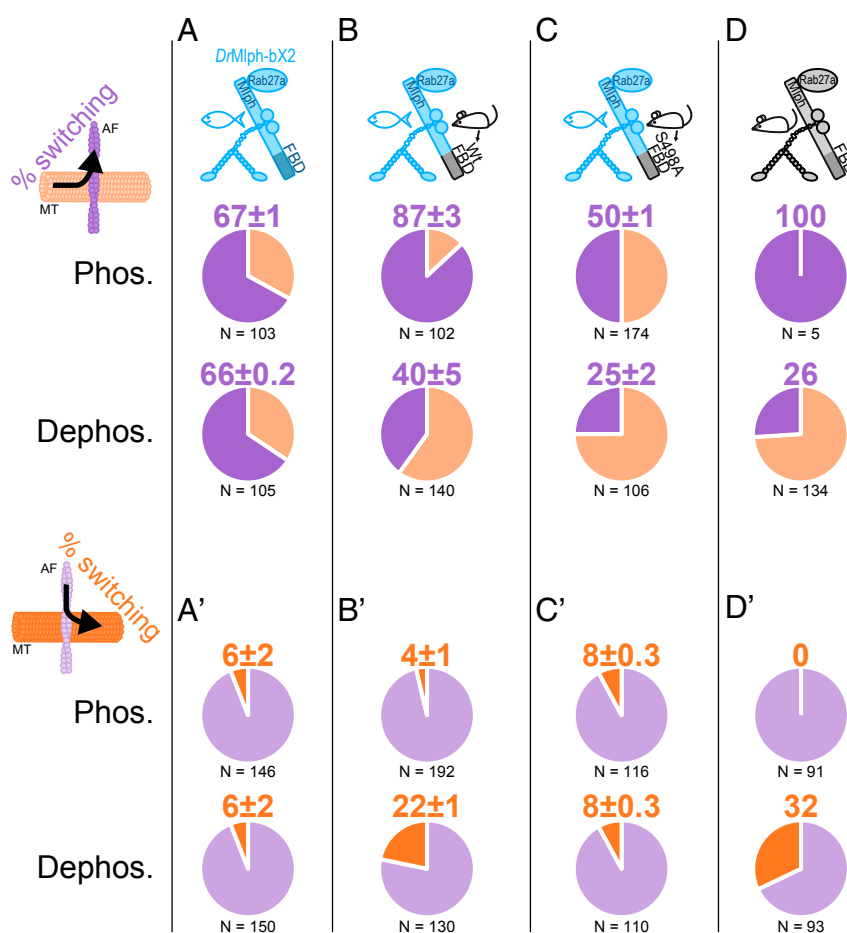 A
B
C
D
DrMlph-bX2
Rab27a
Mlph
FBD
Rab27a
Mlph
Wt
FBD
Rab27a
Mlph
S498A
FBD
Rab27a
Mlph
FBD
% switching
AF
MT
67±1
87±3
50±1
100
Phos.
N = 103
N = 102
N = 174
N = 5
66±0.2
40±5
25±2
26
Dephos.
N = 105
N = 140
N = 106
N = 134
% switching
AF
MT
A'
B'
C'
D'
6±2
4±1
8±0.3
0
Phos.
N = 146
N = 192
N = 116
N = 91
6±2
22±1
8±0.3
32
Dephos.
N = 150
N = 130
N = 110
N = 93